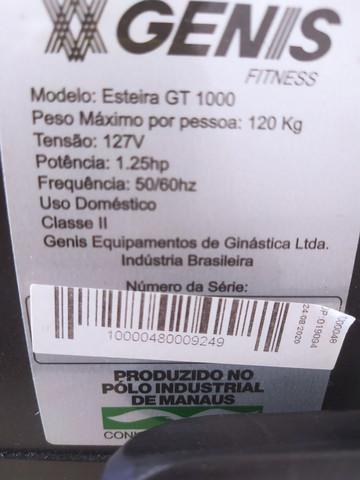 GENIS
FITNESS
Modelo: Esteira GT 1000
Peso Máximo por pessoa: 120 Kg
Tensão: 127V
Potência: 1.25hp
Frequência: 50/60hz
Uso Doméstico
Classe II
Genis Equipamentos de Ginástica Ltda.
Indústria Brasileira
Número da Série:
10000480009249
1000048
P:019094
24/08/2020
PRODUZIDO NO
PÓLO INDUSTRIAL
DE MANAUS